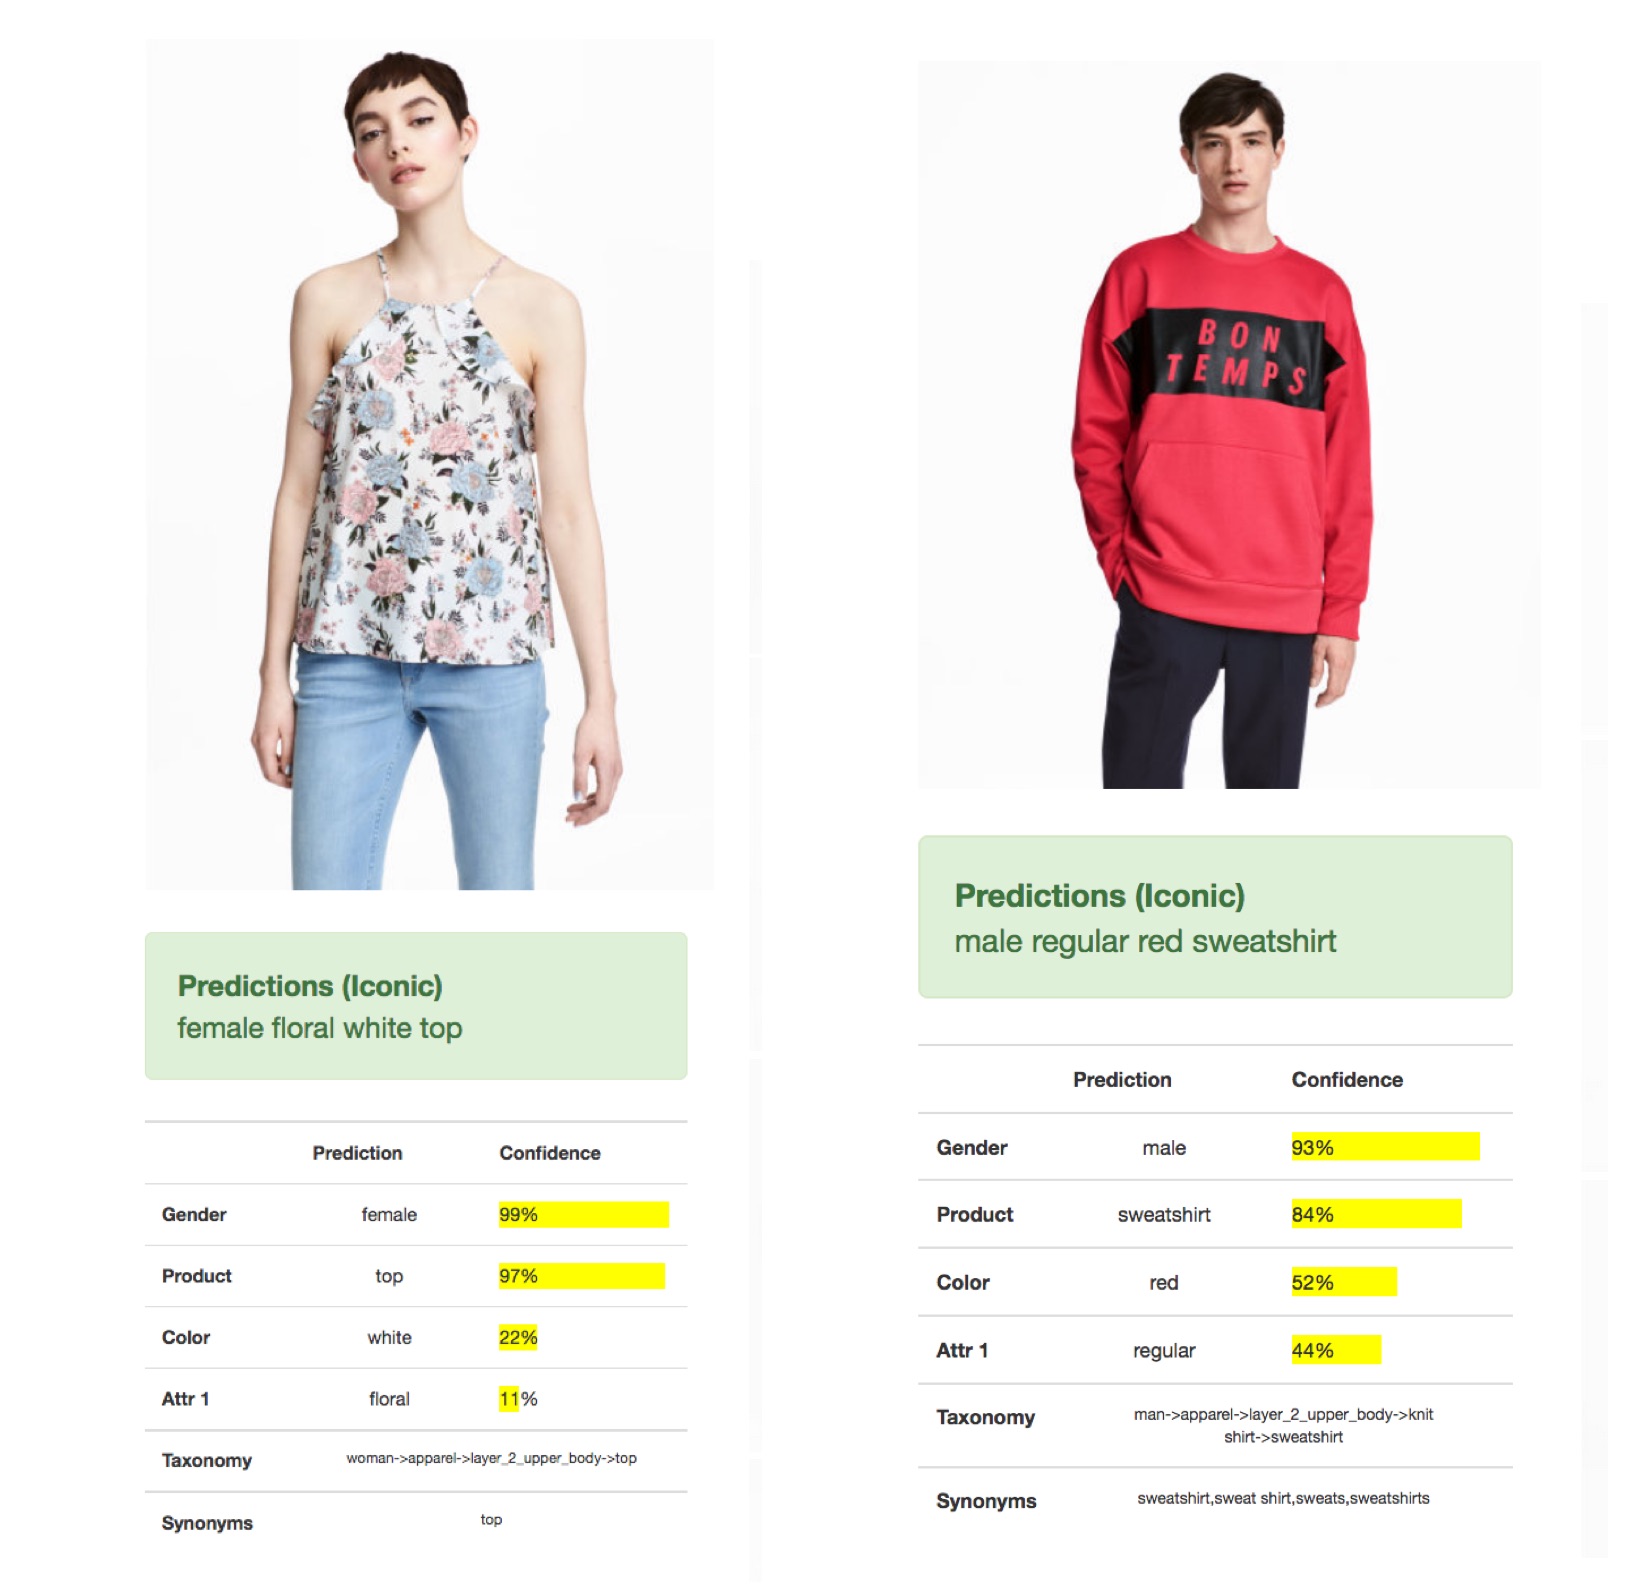 Predictions (Iconic)
female floral white top
Prediction Confidence
Gender female 99%
Product top 97%
Color white 22%
Attr 1 floral 11%
Taxonomy woman->apparel->layer_2_upper_body->top
Synonyms top
BON
TEMPS
Predictions (Iconic)
male regular red sweatshirt
Prediction Confidence
Gender male 93%
Product sweatshirt 84%
Color red 52%
Attr 1 regular 44%
Taxonomy man->apparel->layer_2_upper_body->knit
shirt->sweatshirt
Synonyms sweatshirt,sweat shirt,sweats,sweatshirts